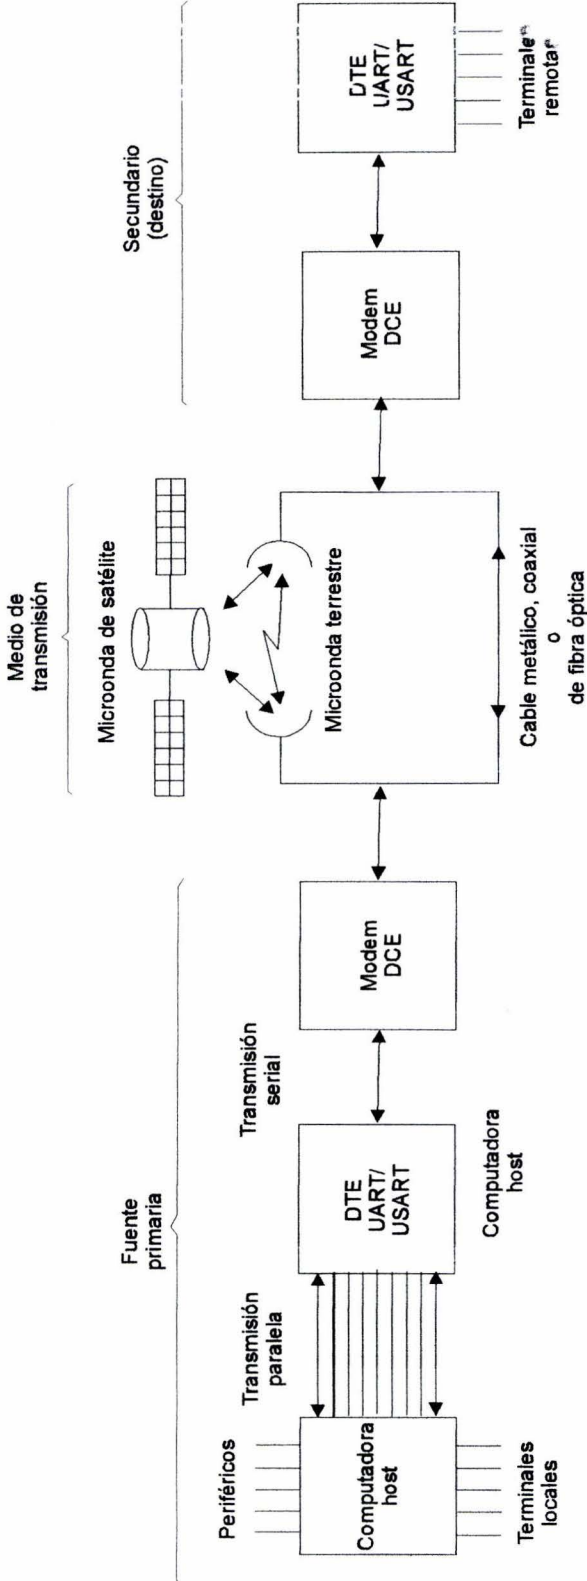 Fuente
primaria
Medio de
transmisión
Secundario
(destino)
Periféricos
Computadora
host
Terminales
locales
Transmisión
paralela
DTE
UART/
USART
Computadora
host
Transmisión
serial
Modem
DCE
Microonda de satélite
Microonda terrestre
Cable metálico, coaxial
o
de fibra óptica
Modem
DCE
DTE
UART/
USART
Terminales
remotas